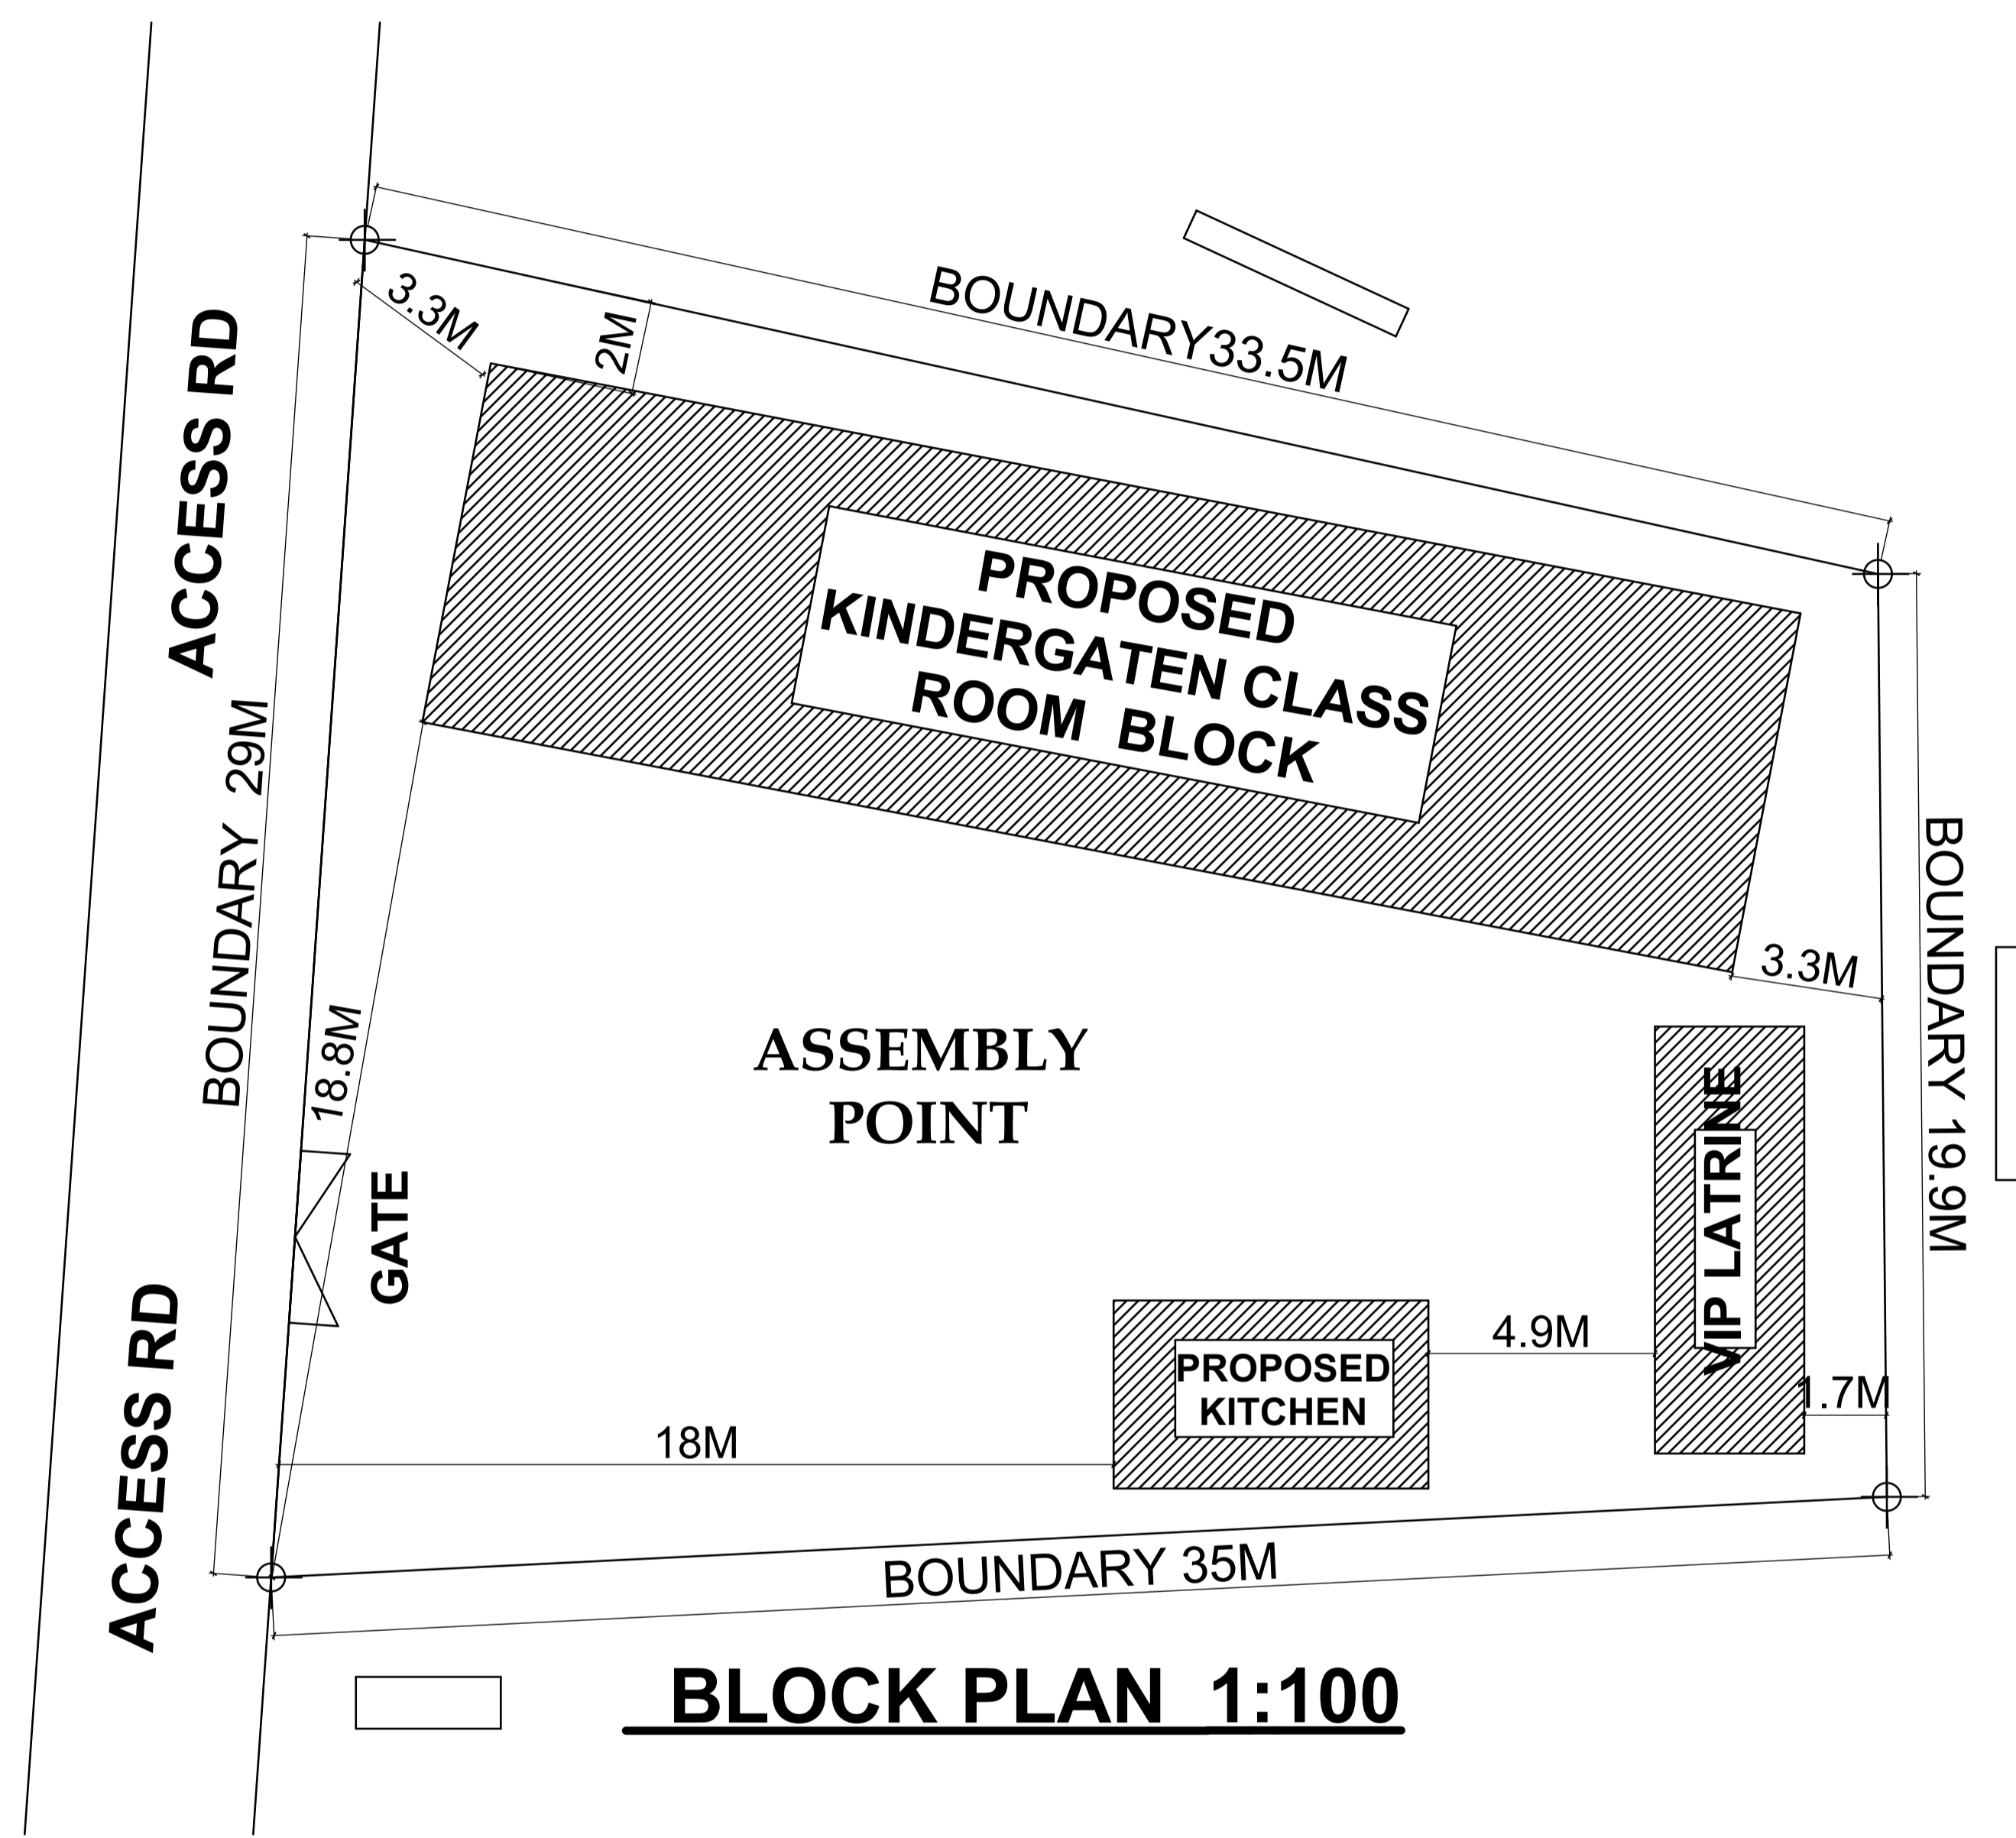 ACCESS RD
BOUNDARY33.5M
3.3M
2M
PROPOSED
KINDERGATEN CLASS
ROOM BLOCK
BOUNDARY 29M
3.3M
BOUNDARY 19.9M
18.8M
ASSEMBLY
POINT
VIP LATRINE
GATE
4.9M
PROPOSED
KITCHEN
1.7M
18M
ACCESS RD
BOUNDARY 35M
BLOCK PLAN 1:100